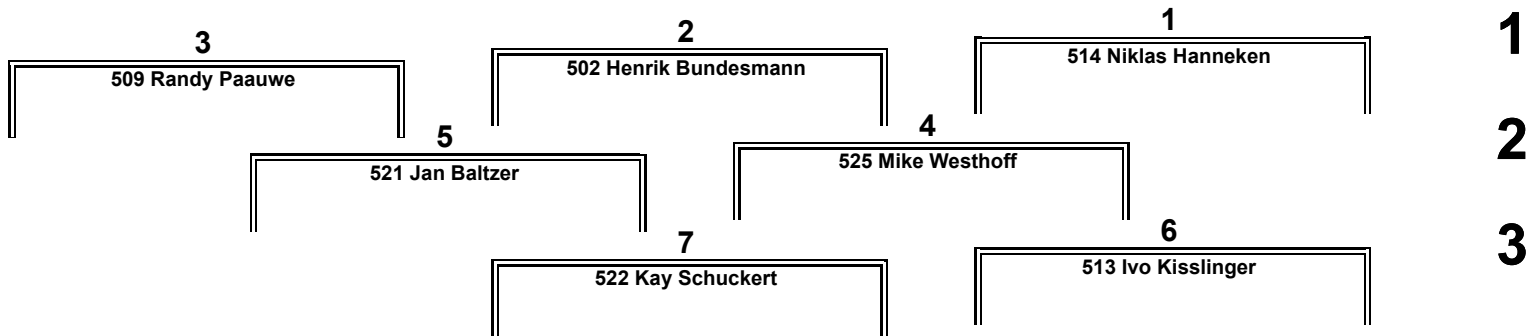 3 2 1 1
509 Randy Paauwe 502 Henrik Bundesmann 514 Niklas Hanneken
5 4 2
521 Jan Baltzer 525 Mike Westhoff
7 6 3
522 Kay Schuckert 513 Ivo Kisslinger